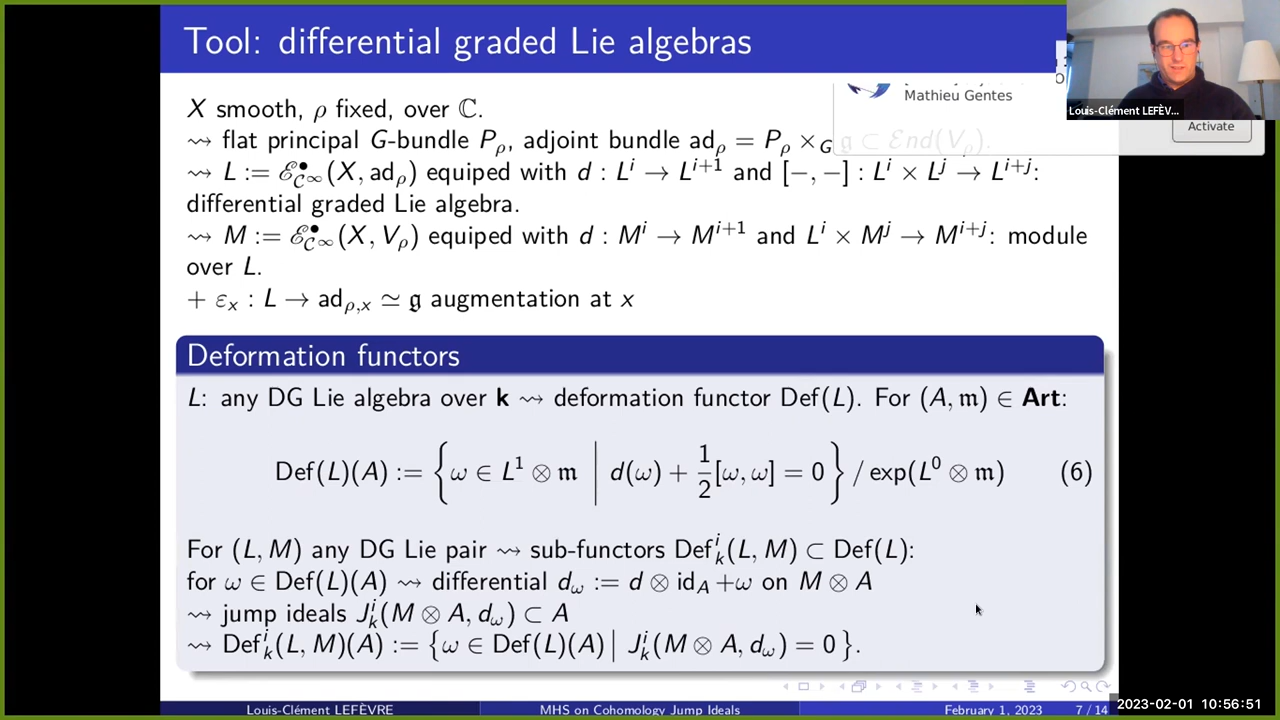 Tool: differential graded Lie algebras
X smooth, ρ fixed, over ℂ.
Mathieu Gentes
Louis-Clément LEFÈV...
Activate
⇝ flat principal G-bundle P_ρ, adjoint bundle ad_ρ = P_ρ ×_G 𝔤 ⊂ ℰnd(V_ρ).
⇝ L := ℰ^•_{𝒞^∞}(X, ad_ρ) equiped with d : L^i → L^{i+1} and [−, −] : L^i × L^j → L^{i+j}:
differential graded Lie algebra.
⇝ M := ℰ^•_{𝒞^∞}(X, V_ρ) equiped with d : M^i → M^{i+1} and L^i × M^j → M^{i+j}: module
over L.
+ ε_x : L → ad_{ρ,x} ≃ 𝔤 augmentation at x
Deformation functors
L: any DG Lie algebra over k ⇝ deformation functor Def(L). For (A, 𝔪) ∈ Art:
Def(L)(A) := { ω ∈ L^1 ⊗ 𝔪 | d(ω) + 1/2 [ω, ω] = 0 } / exp(L^0 ⊗ 𝔪) (6)
For (L, M) any DG Lie pair ⇝ sub-functors Def^i_k(L, M) ⊂ Def(L):
for ω ∈ Def(L)(A) ⇝ differential d_ω := d ⊗ id_A +ω on M ⊗ A
⇝ jump ideals J^i_k(M ⊗ A, d_ω) ⊂ A
⇝ Def^i_k(L, M)(A) := {ω ∈ Def(L)(A) | J^i_k(M ⊗ A, d_ω) = 0 }.
Louis-Clément LEFÈVRE MHS on Cohomology Jump Ideals February 1, 2023 7 / 14
2023-02-01 10:56:51